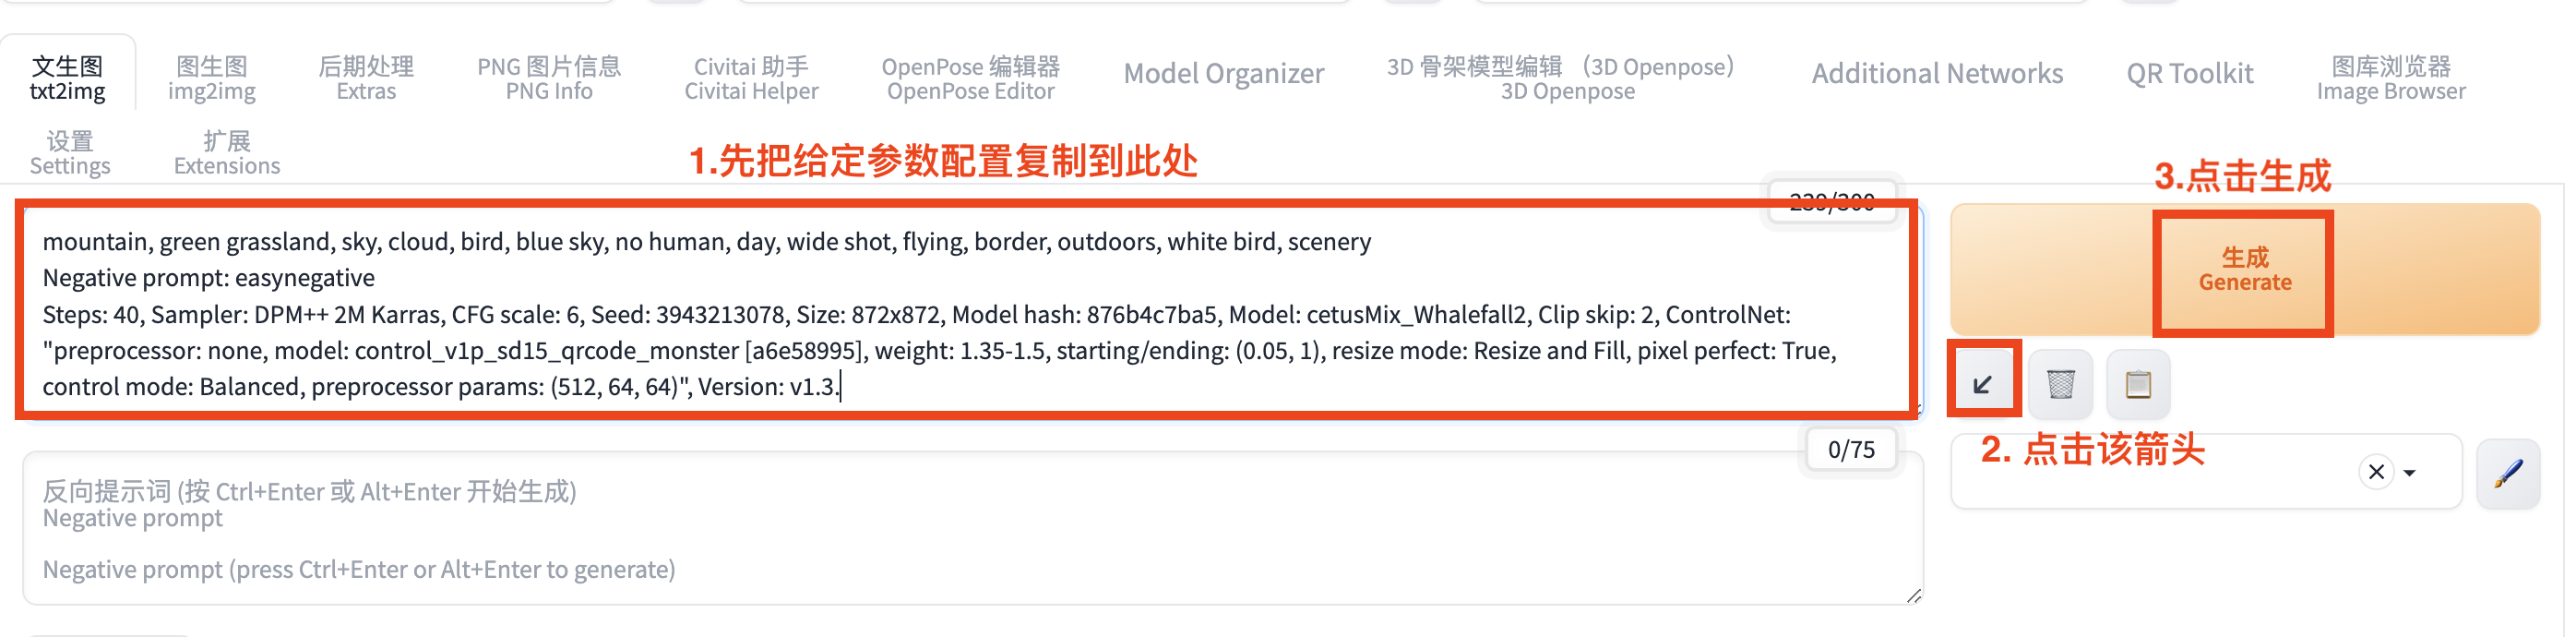 文生图
txt2img
图生图
img2img
后期处理
Extras
PNG 图片信息
PNG Info
Civitai 助手
Civitai Helper
OpenPose 编辑器
OpenPose Editor
Model Organizer
3D 骨架模型编辑 （3D Openpose）
3D Openpose
Additional Networks
QR Toolkit
图库浏览器
Image Browser
设置
Settings
扩展
Extensions
1.先把给定参数配置复制到此处
3.点击生成
239/300
mountain, green grassland, sky, cloud, bird, blue sky, no human, day, wide shot, flying, border, outdoors, white bird, scenery
Negative prompt: easynegative
Steps: 40, Sampler: DPM++ 2M Karras, CFG scale: 6, Seed: 3943213078, Size: 872x872, Model hash: 876b4c7ba5, Model: cetusMix_Whalefall2, Clip skip: 2, ControlNet:
"preprocessor: none, model: control_v1p_sd15_qrcode_monster [a6e58995], weight: 1.35-1.5, starting/ending: (0.05, 1), resize mode: Resize and Fill, pixel perfect: True,
control mode: Balanced, preprocessor params: (512, 64, 64)", Version: v1.3.
生成
Generate
2. 点击该箭头
0/75
反向提示词 (按 Ctrl+Enter 或 Alt+Enter 开始生成)
Negative prompt
Negative prompt (press Ctrl+Enter or Alt+Enter to generate)